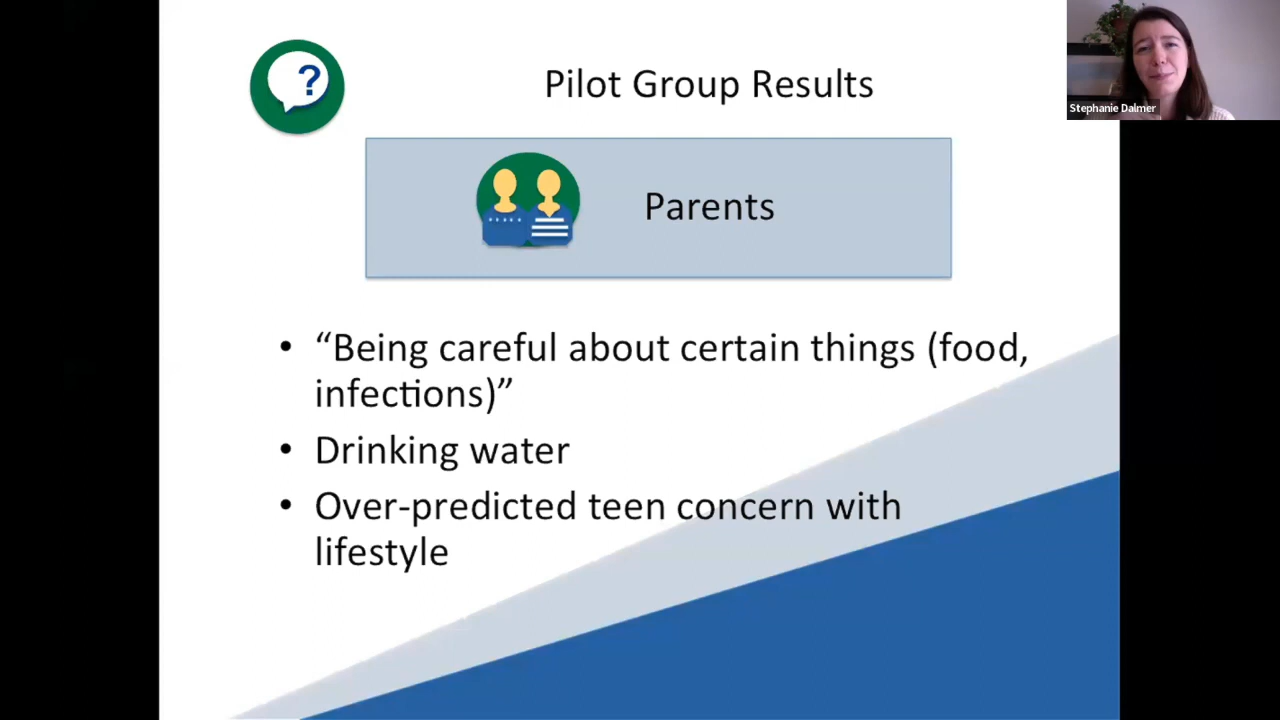 ?
Pilot Group Results
Stephanie Dalmer
Parents
• “Being careful about certain things (food,
infections)”
• Drinking water
• Over-predicted teen concern with
lifestyle